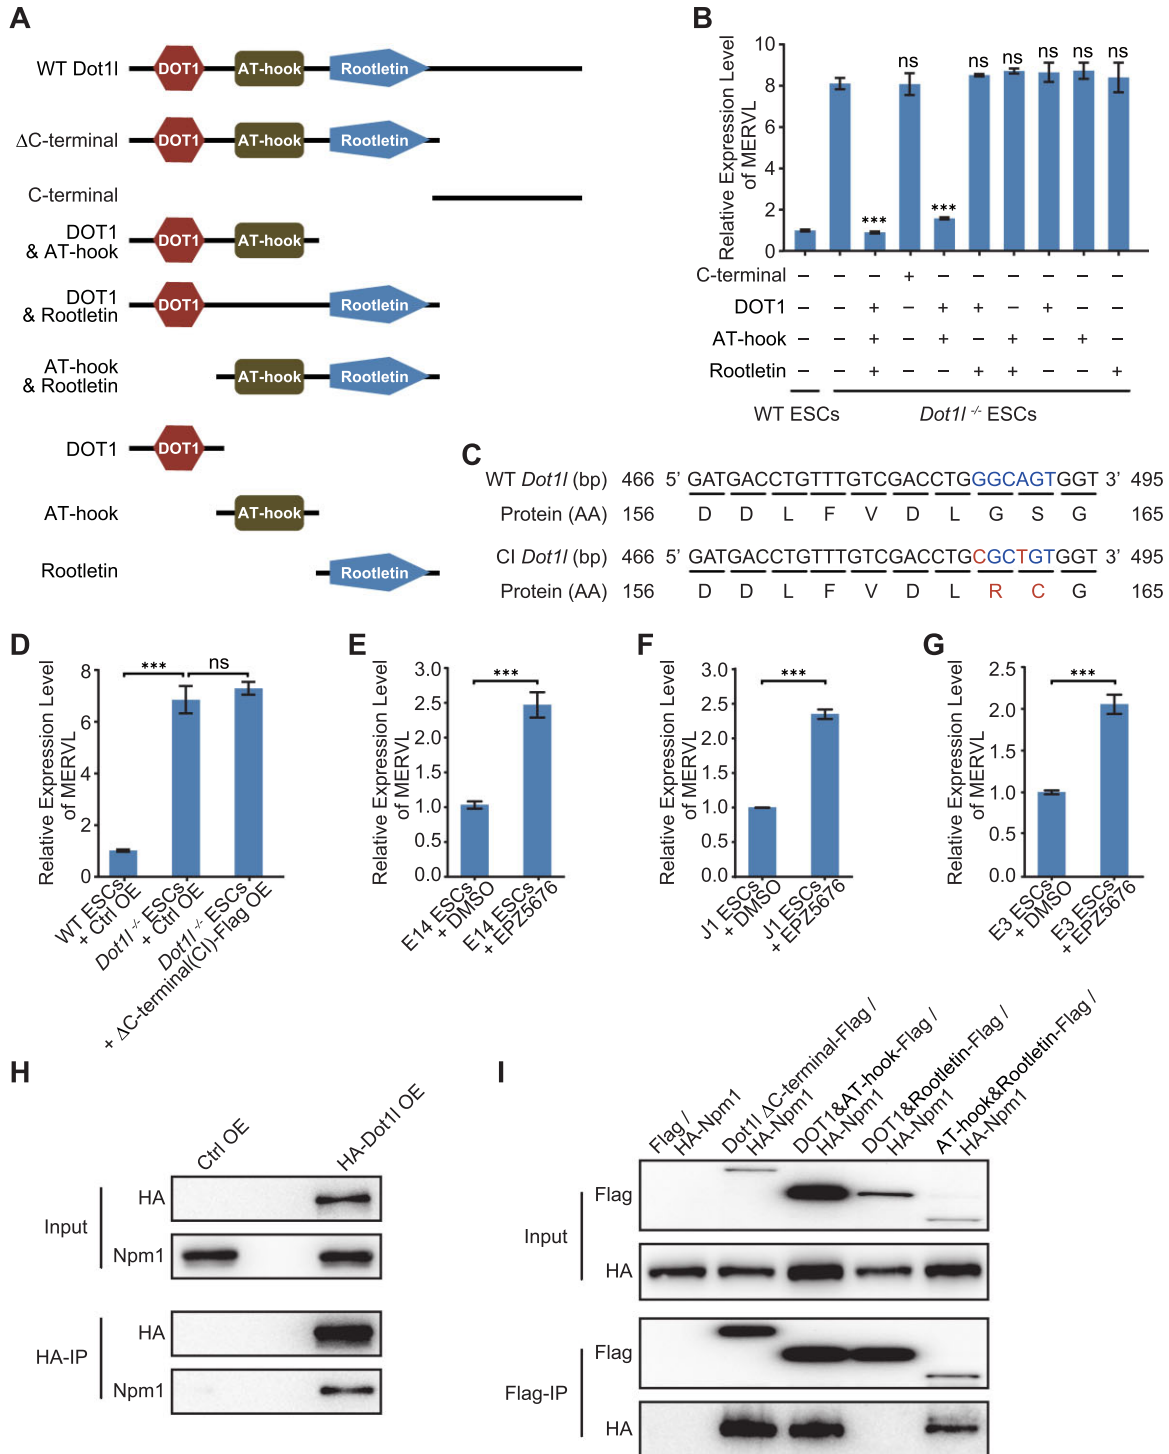 A
WT Dot1l DOT1 AT-hook Rootletin
ΔC-terminal DOT1 AT-hook Rootletin
C-terminal
DOT1
& AT-hook DOT1 AT-hook
DOT1
& Rootletin DOT1 Rootletin
AT-hook
& Rootletin AT-hook Rootletin
DOT1 DOT1
AT-hook AT-hook
Rootletin Rootletin
B
Relative Expression Level
of MERVL
10
8
6
4
2
0
*** ns *** ns ns ns ns ns
C-terminal – – – + – – – – – –
DOT1 – – + – + + – + – –
AT-hook – – + – + – + – + –
Rootletin – – + – – + + – – +
WT ESCs Dot1l -/- ESCs
C
WT Dot1l (bp) 466 5' GATGACCTGTTTGTCGACCTGGGCAGTGGT 3' 495
Protein (AA) 156 D D L F V D L G S G 165
CI Dot1l (bp) 466 5' GATGACCTGTTTGTCGACCTGCGCTGTGGT 3' 495
Protein (AA) 156 D D L F V D L R C G 165
D
Relative Expression Level
of MERVL
8
6
4
2
0
*** ns
WT ESCs
+ Ctrl OE
Dot1l -/- ESCs
+ Ctrl OE
Dot1l -/- ESCs
+ ΔC-terminal(CI)-Flag OE
E
Relative Expression Level
of MERVL
3.0
2.5
2.0
1.5
1.0
0.5
0.0
***
E14 ESCs
+ DMSO
E14 ESCs
+ EPZ5676
F
Relative Expression Level
of MERVL
3.0
2.5
2.0
1.5
1.0
0.5
0.0
***
J1 ESCs
+ DMSO
J1 ESCs
+ EPZ5676
G
Relative Expression Level
of MERVL
2.5
2.0
1.5
1.0
0.5
0.0
***
E3 ESCs
+ DMSO
E3 ESCs
+ EPZ5676
H
Ctrl OE
HA-Dot1l OE
Input
HA
Npm1
HA-IP
HA
Npm1
I
Flag /
HA-Npm1
Dot1l ΔC-terminal-Flag /
HA-Npm1
DOT1&AT-hook-Flag /
HA-Npm1
DOT1&Rootletin-Flag /
HA-Npm1
AT-hook&Rootletin-Flag /
HA-Npm1
Input
Flag
HA
Flag-IP
Flag
HA